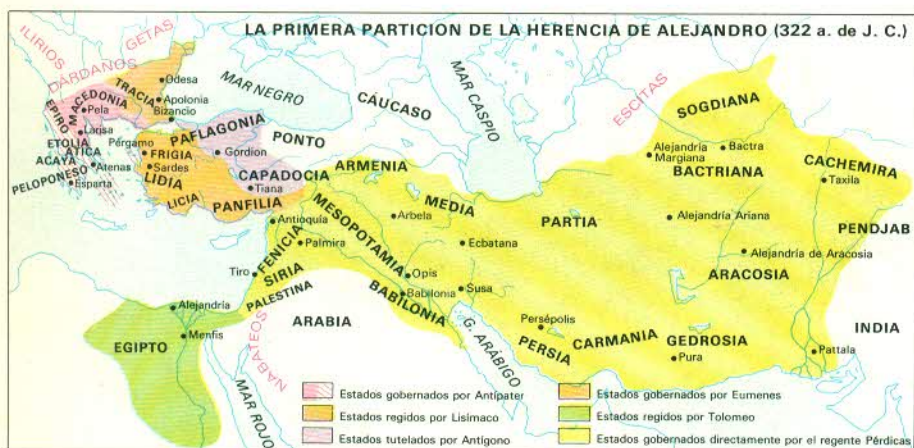 LA PRIMERA PARTICION DE LA HERENCIA DE ALEJANDRO (322 a. de J. C.)
ILIRIOS
GETAS
DÁRDANOS
ESCITAS
NABATEOS
MAR NEGRO
MAR CASPIO
CÁUCASO
MACEDONIA
Pela
TRACIA
Odesa
Apolonia
Bizancio
EPIRO
Larisa
ETOLIA
ATICA
ACAYA
Atenas
PELOPONESO
Esparta
Pérgamo
PAFLAGONIA
PONTO
FRIGIA
Gordion
Sardes
LIDIA
CAPADOCIA
Tiana
LICIA
PANFILIA
ARMENIA
SOGDIANA
Alejandría Margiana
Bactra
BACTRIANA
CACHEMIRA
Taxila
Antioquía
MESOPOTAMIA
Arbela
MEDIA
PARTIA
Alejandría Ariana
PENDJAB
FENICIA
Palmira
Ecbatana
Alejandría de Aracosia
Tiro
SIRIA
Opis
Susa
ARACOSIA
PALESTINA
Babilonia
BABILONIA
Alejandría
Menfis
EGIPTO
ARABIA
MAR ROJO
G. ARÁBIGO
Persépolis
PERSIA
CARMANIA
GEDROSIA
Pura
INDIA
Pattala
Estados gobernados por Antípater
Estados regidos por Lisímaco
Estados tutelados por Antígono
Estados gobernados por Eumenes
Estados regidos por Tolomeo
Estados gobernados directamente por el regente Pérdicas